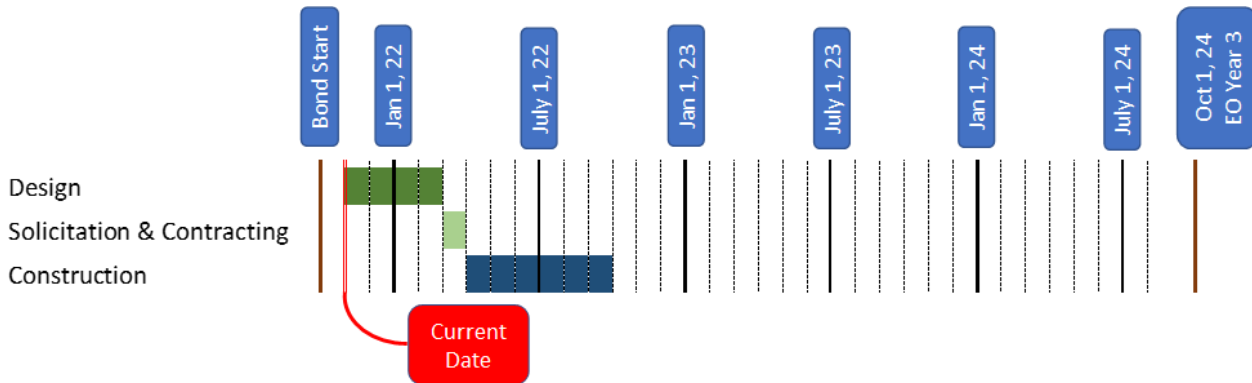 Bond Start
Jan 1, 22
July 1, 22
Jan 1, 23
July 1, 23
Jan 1, 24
July 1, 24
Oct 1, 24
EO Year 3
Design
Solicitation & Contracting
Construction
Current
Date